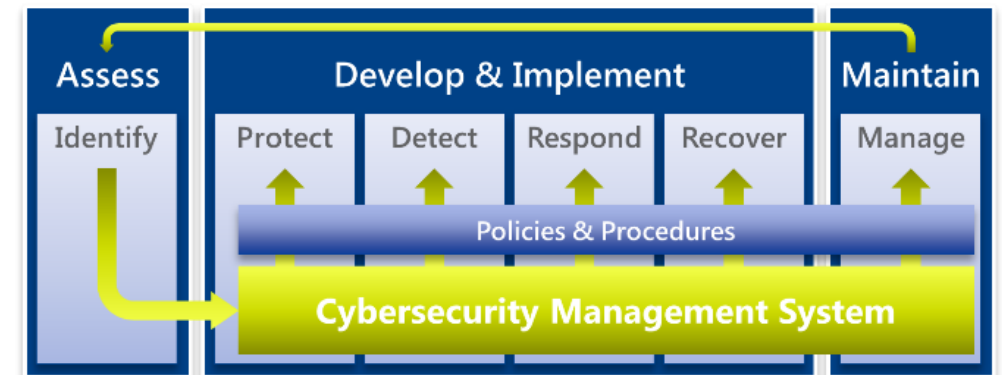 Assess
Develop & Implement
Maintain
Identify
Protect
Detect
Respond
Recover
Manage
Policies & Procedures
Cybersecurity Management System